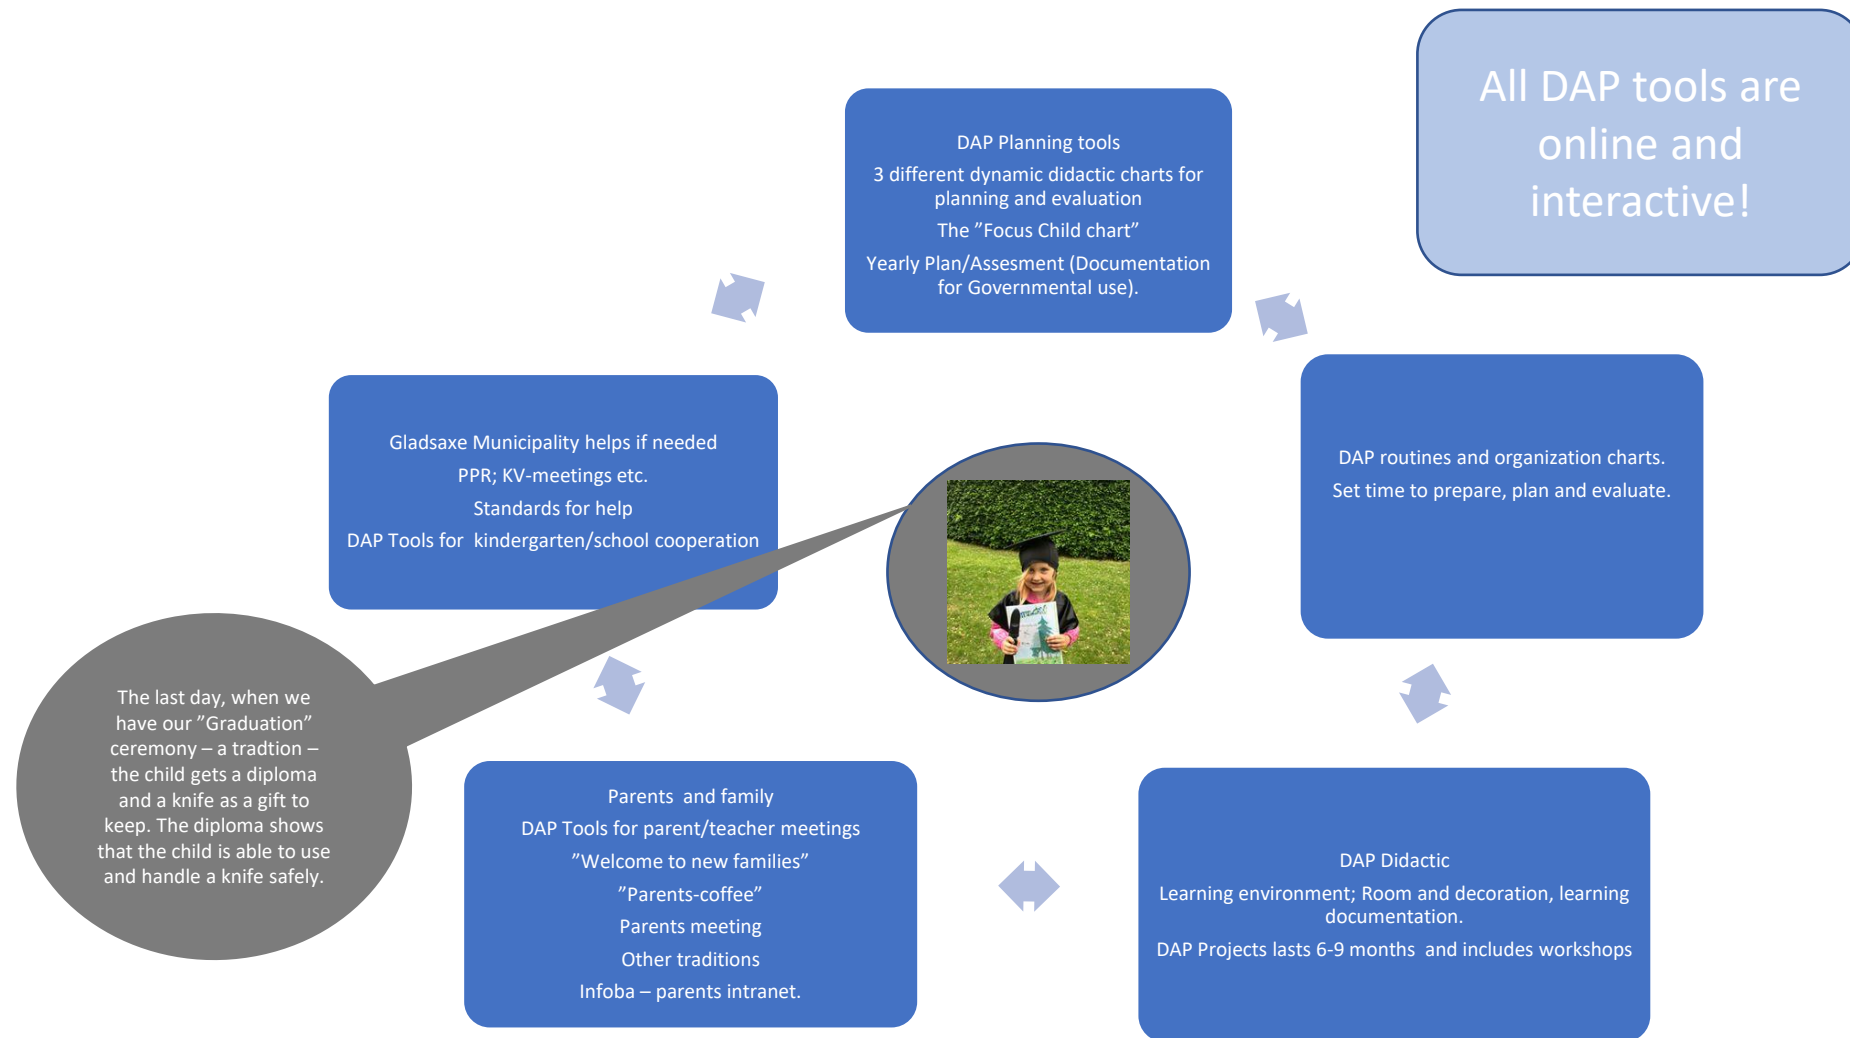 All DAP tools are
online and
interactive!
DAP Planning tools
3 different dynamic didactic charts for
planning and evaluation
The ”Focus Child chart”
Yearly Plan/Assesment (Documentation
for Governmental use).
Gladsaxe Municipality helps if needed
PPR; KV-meetings etc.
Standards for help
DAP Tools for  kindergarten/school cooperation
DAP routines and organization charts.
Set time to prepare, plan and evaluate.
The last day, when we
have our ”Graduation”
ceremony – a tradtion –
the child gets a diploma
and a knife as a gift to
keep. The diploma shows
that the child is able to use
and handle a knife safely.
Parents  and family
DAP Tools for parent/teacher meetings
”Welcome to new families”
”Parents-coffee”
Parents meeting
Other traditions
Infoba – parents intranet.
DAP Didactic
Learning environment; Room and decoration, learning
documentation.
DAP Projects lasts 6-9 months  and includes workshops